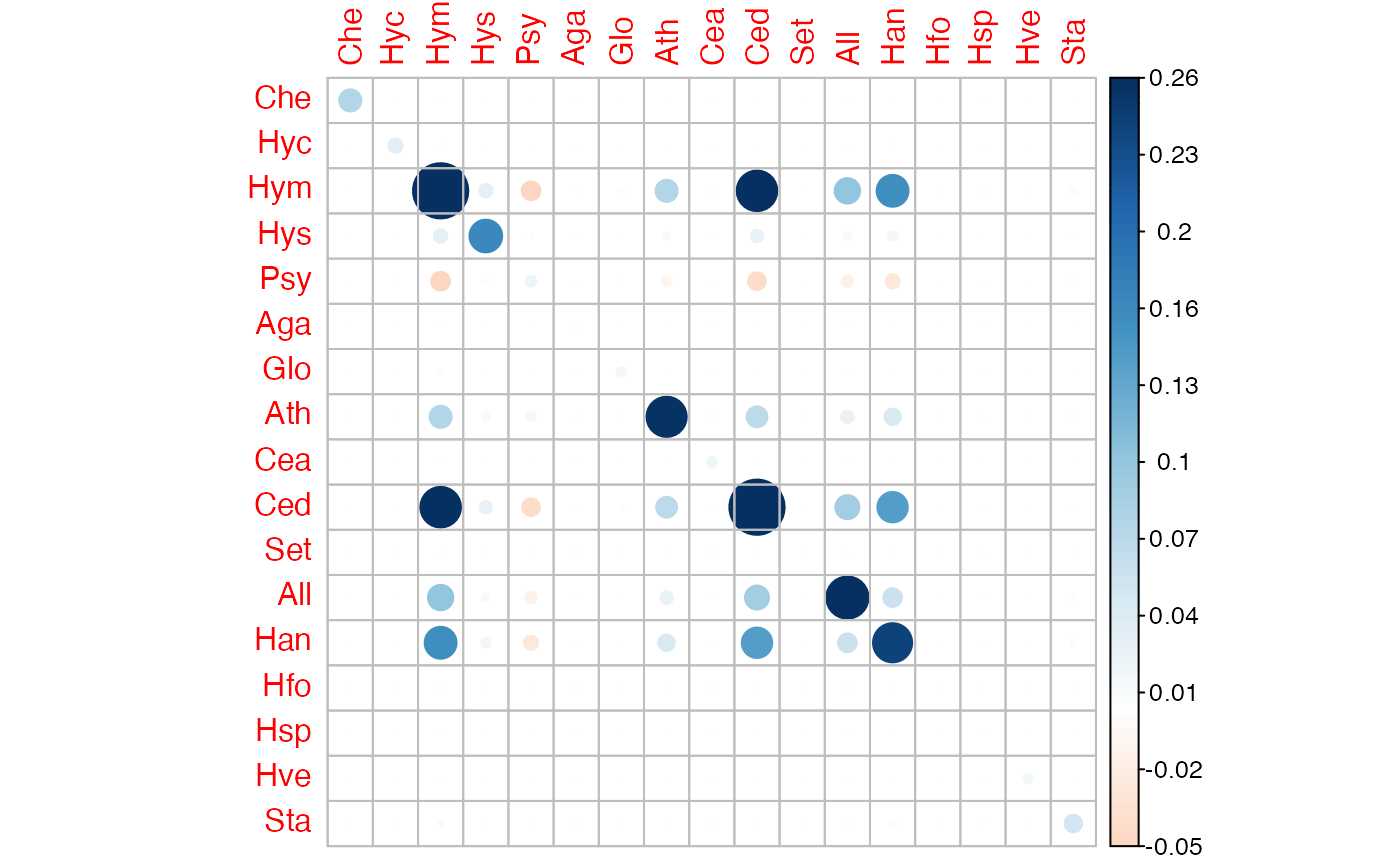 Che Hyc Hym Hys Psy Aga Glo Ath Cea Ced Set All Han Hfo Hsp Hve Sta
Che
Hyc
Hym
Hys
Psy
Aga
Glo
Ath
Cea
Ced
Set
All
Han
Hfo
Hsp
Hve
Sta
0.26
0.23
0.2
0.16
0.13
0.1
0.07
0.04
0.01
-0.02
-0.05